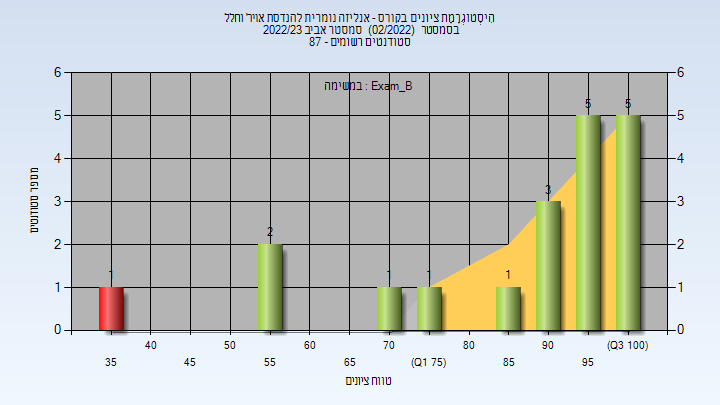 היסטוגרמת ציונים בקורס - אנליזה נומרית להנדסת אויר וחלל
בסמסטר (02/2022) סמסטר אביב 2022/23
סטודנטים רשומים - 87
במשימה : Exam_B
מספר סטודנטים
6 6
5 5
4 4
3 3
2 2
1 1
0 0
1 2 1 1 1 3 5 5
40 50 60 70 80 90 (Q3 100)
35 45 55 65 (Q1 75) 85 95
טווח ציונים